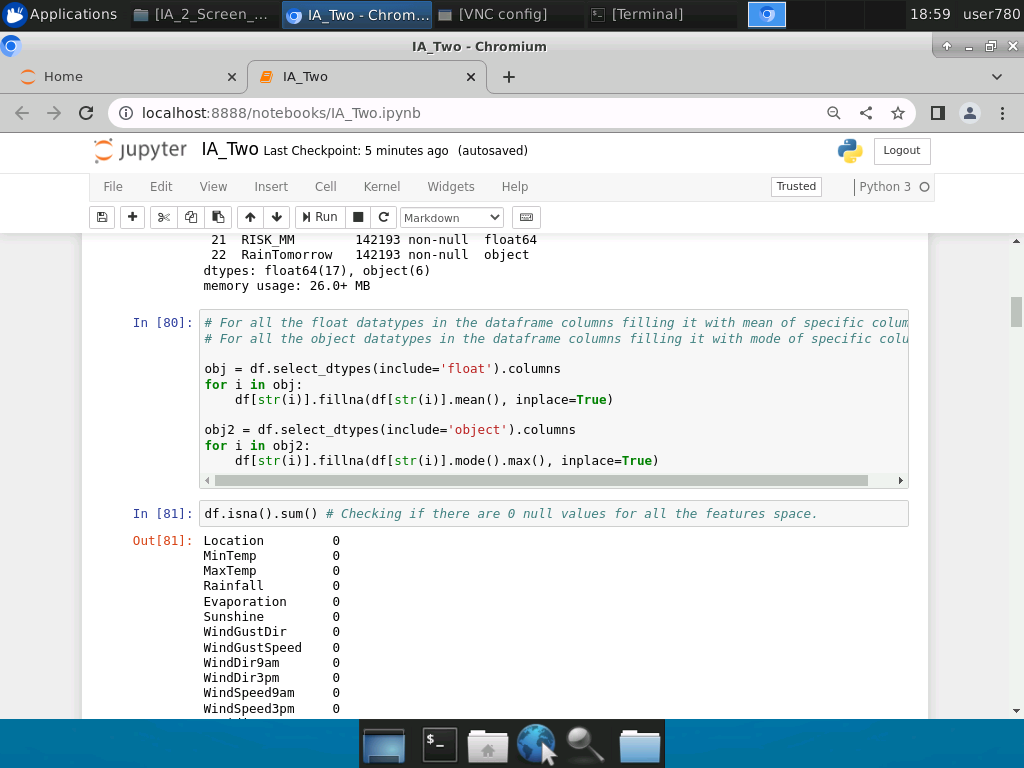 Applications [IA_2_Screen_... IA_Two - Chrom... [VNC config] [Terminal] 18:59 user780
IA_Two - Chromium
Home IA_Two
localhost:8888/notebooks/IA_Two.ipynb
jupyter IA_Two Last Checkpoint: 5 minutes ago (autosaved) Logout
File Edit View Insert Cell Kernel Widgets Help Trusted Python 3
Run Markdown
21 RISK_MM 142193 non-null float64
22 RainTomorrow 142193 non-null object
dtypes: float64(17), object(6)
memory usage: 26.0+ MB
In [80]: # For all the float datatypes in the dataframe columns filling it with mean of specific colum
# For all the object datatypes in the dataframe columns filling it with mode of specific colu
obj = df.select_dtypes(include='float').columns
for i in obj:
    df[str(i)].fillna(df[str(i)].mean(), inplace=True)
obj2 = df.select_dtypes(include='object').columns
for i in obj2:
    df[str(i)].fillna(df[str(i)].mode().max(), inplace=True)
In [81]: df.isna().sum() # Checking if there are 0 null values for all the features space.
Out[81]: Location 0
MinTemp 0
MaxTemp 0
Rainfall 0
Evaporation 0
Sunshine 0
WindGustDir 0
WindGustSpeed 0
WindDir9am 0
WindDir3pm 0
WindSpeed9am 0
WindSpeed3pm 0
$_